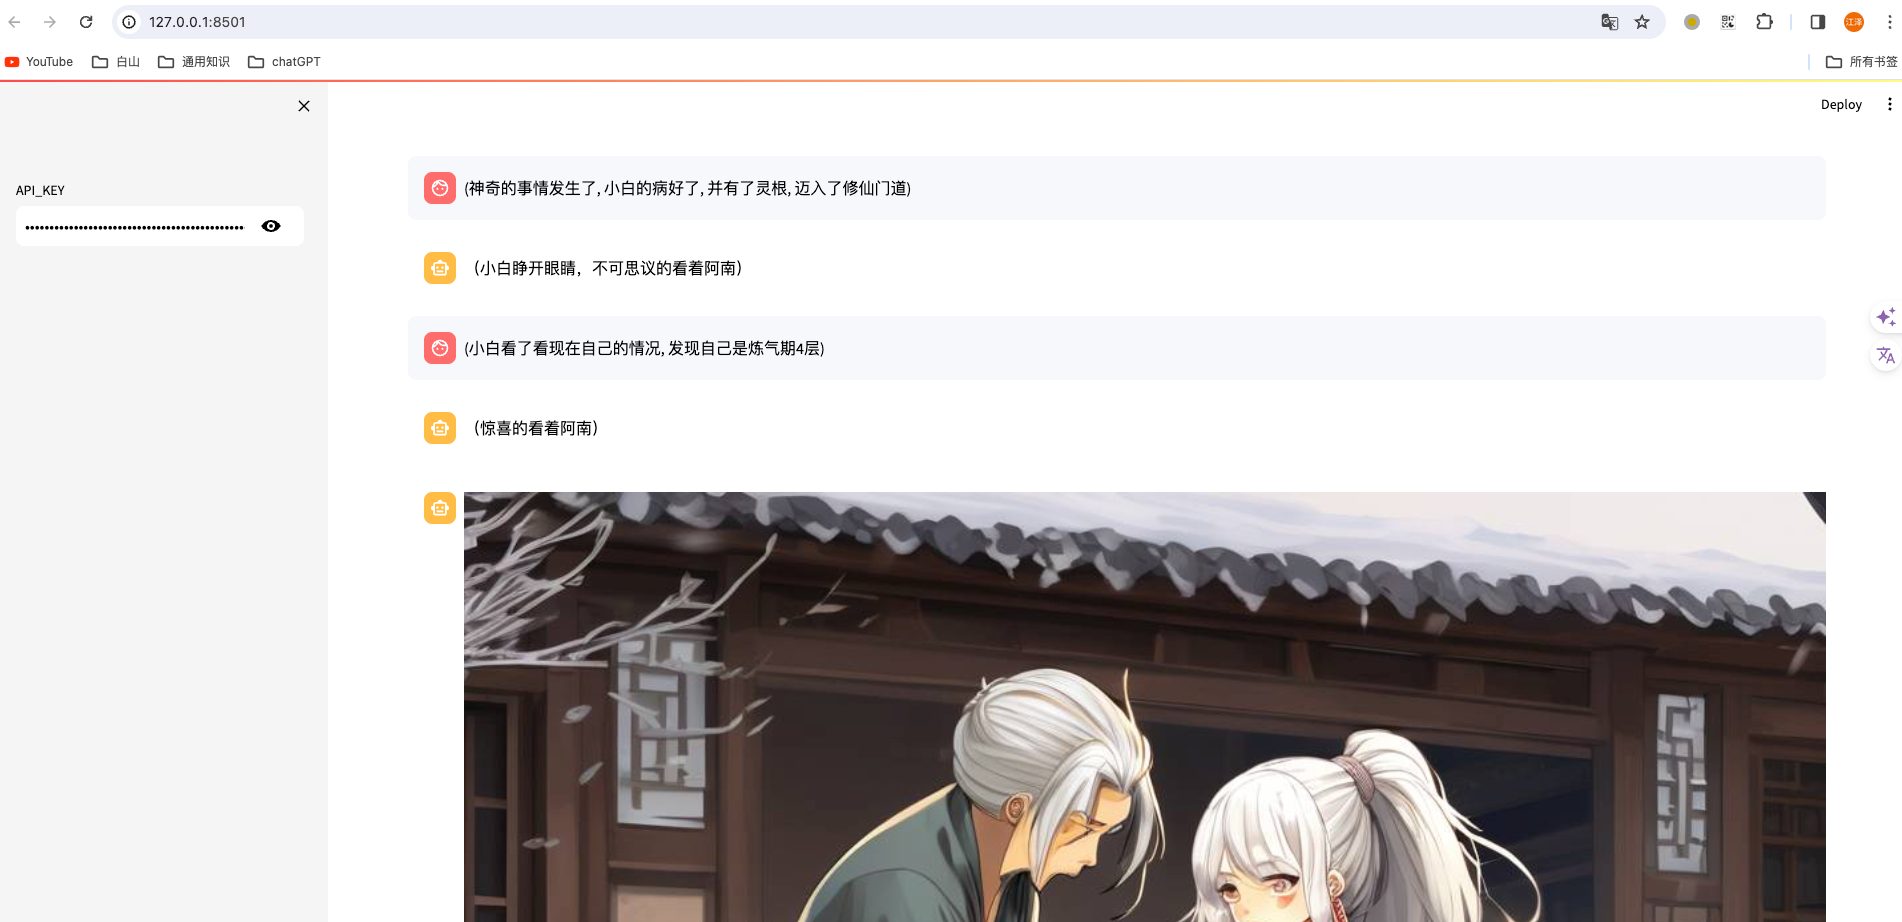 127.0.0.1:8501
江泽
YouTube
白山
通用知识
chatGPT
所有书签
Deploy
API_KEY
(神奇的事情发生了, 小白的病好了, 并有了灵根, 迈入了修仙门道)
（小白睁开眼睛，不可思议的看着阿南）
(小白看了看现在自己的情况, 发现自己是炼气期4层)
（惊喜的看着阿南）